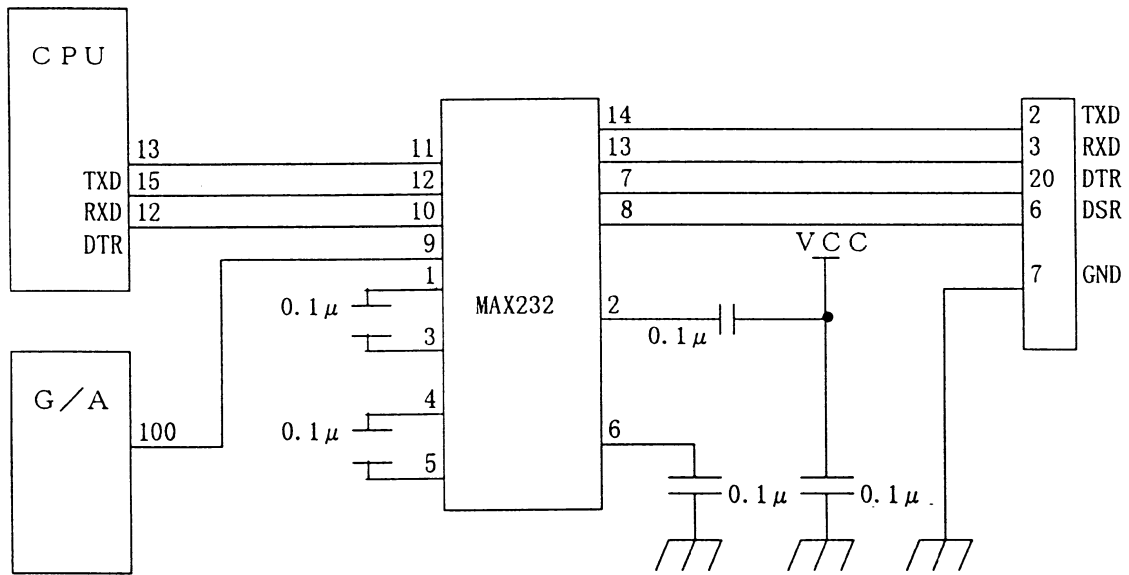 CPU
13
TXD 15
RXD 12
DTR
11
12
10
9
1
0.1μ
3
4
0.1μ
5
MAX232
14
13
7
8
2
6
VCC
0.1μ
0.1μ
0.1μ
2 TXD
3 RXD
20 DTR
6 DSR
7 GND
G/A
100